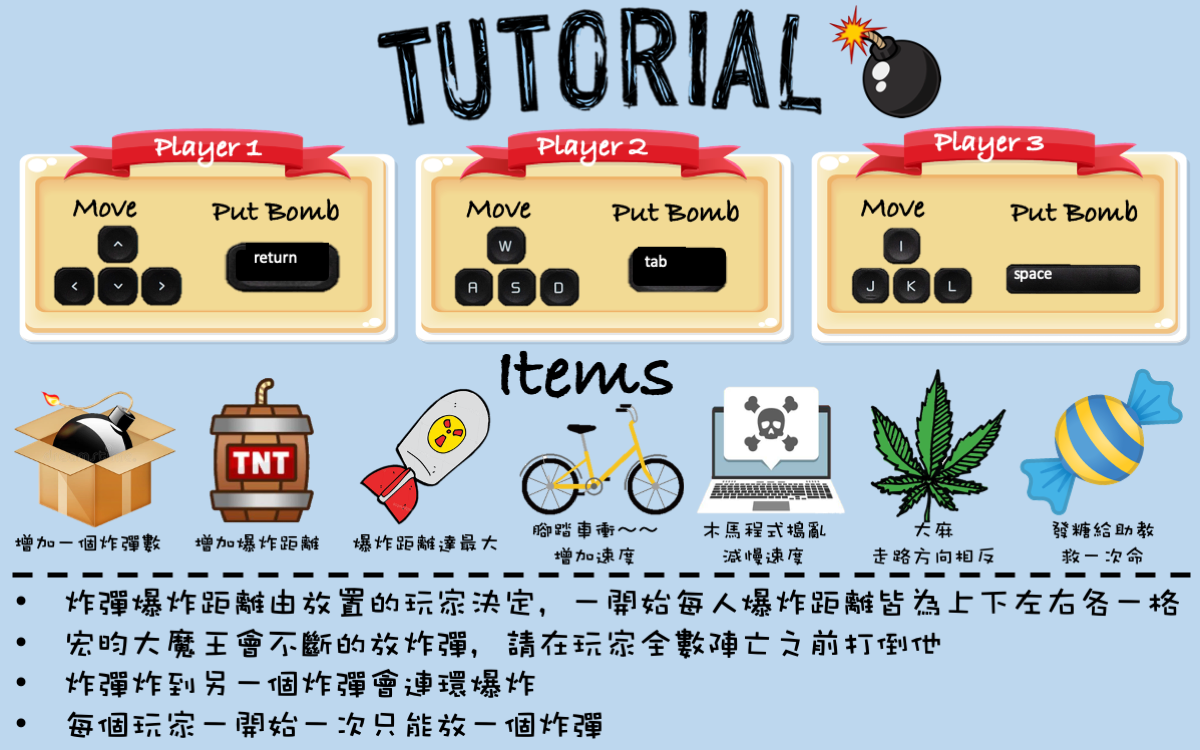 TUTORIAL
Player 1
Move
Put Bomb
^
< ⌄ >
return
Player 2
Move
Put Bomb
W
A S D
tab
Player 3
Move
Put Bomb
I
J K L
space
Items
TNT
增加一個炸彈數
增加爆炸距離
爆炸距離達最大
腳踏車衝～～
增加速度
木馬程式搗亂
減慢速度
大麻
走路方向相反
發糖給助教
救一次命
• 炸彈爆炸距離由放置的玩家決定，一開始每人爆炸距離皆為上下左右各一格
• 宏昀大魔王會不斷的放炸彈，請在玩家全數陣亡之前打倒他
• 炸彈炸到另一個炸彈會連環爆炸
• 每個玩家一開始一次只能放一個炸彈